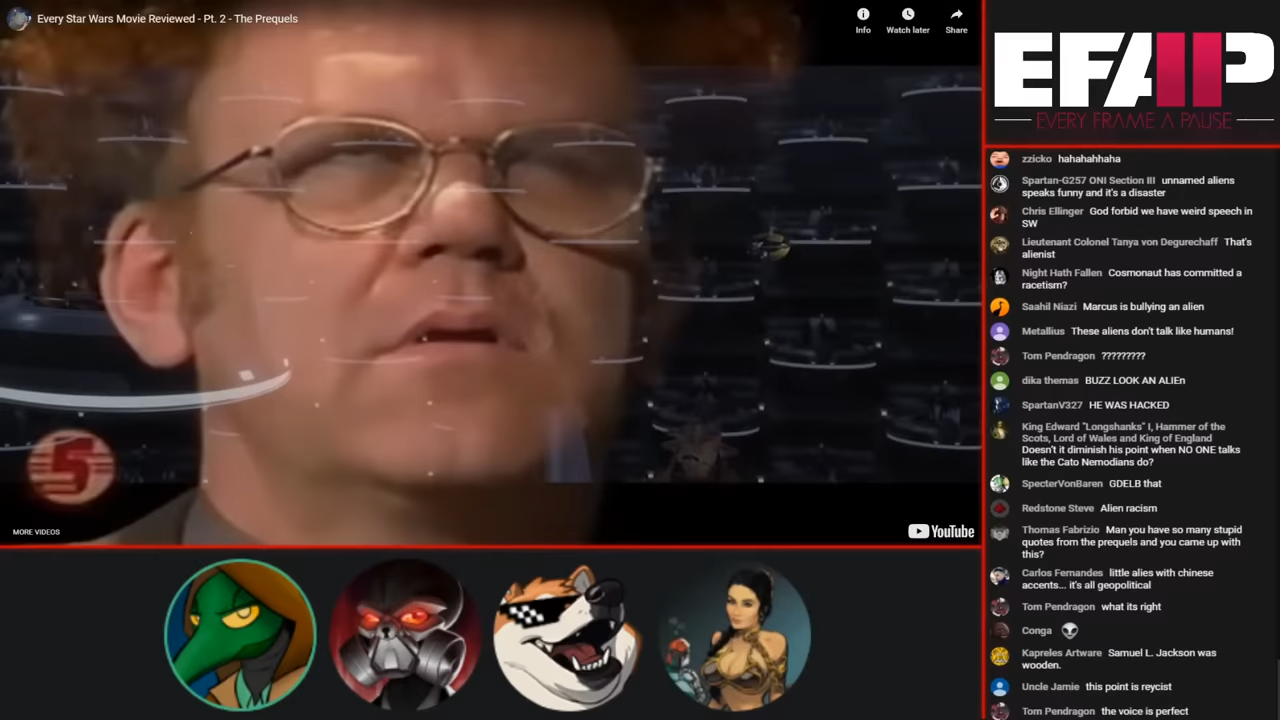 Every Star Wars Movie Reviewed - Pt. 2 - The Prequels
Info
Watch later
Share
5
MORE VIDEOS
YouTube
EFAP
EVERY FRAME A PAUSE
zzicko hahahahhaha
Spartan-G257 ONI Section III unnamed aliens
speaks funny and it's a disaster
Chris Ellinger God forbid we have weird speech in
SW
Lieutenant Colonel Tanya von Degurechaff That's
alienist
Night Hath Fallen Cosmonaut has committed a
racetism?
Saahil Niazi Marcus is bullying an alien
Metallius These aliens don't talk like humans!
Tom Pendragon ?????????
dika themas BUZZ LOOK AN ALIEn
SpartanV327 HE WAS HACKED
King Edward "Longshanks" I, Hammer of the
Scots, Lord of Wales and King of England
Doesn't it diminish his point when NO ONE talks
like the Cato Nemodians do?
SpecterVonBaren GDELB that
Redstone Steve Alien racism
Thomas Fabrizio Man you have so many stupid
quotes from the prequels and you came up with
this?
Carlos Fernandes little alies with chinese
accents... it's all geopolitical
Tom Pendragon what its right
Conga
Kapreles Artware Samuel L. Jackson was
wooden.
Uncle Jamie this point is reycist
Tom Pendragon the voice is perfect